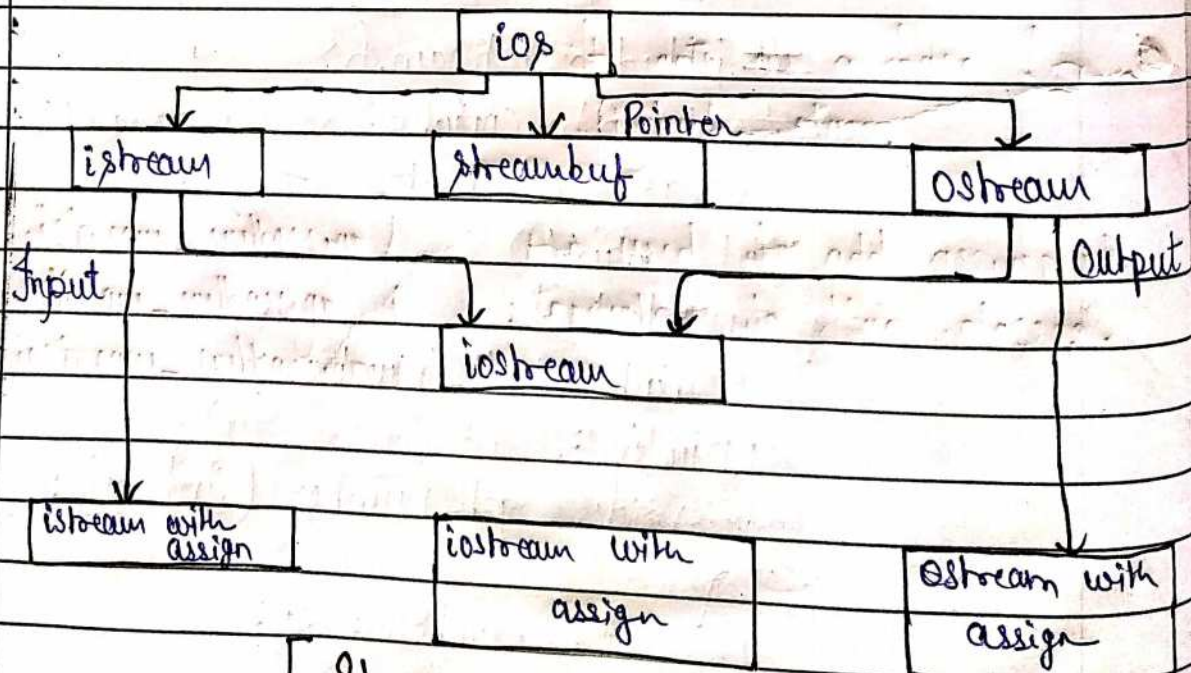 ios
Pointer
istream
streambuf
ostream
Input
Output
iostream
istream with
assign
iostream with
assign
Ostream with
assign